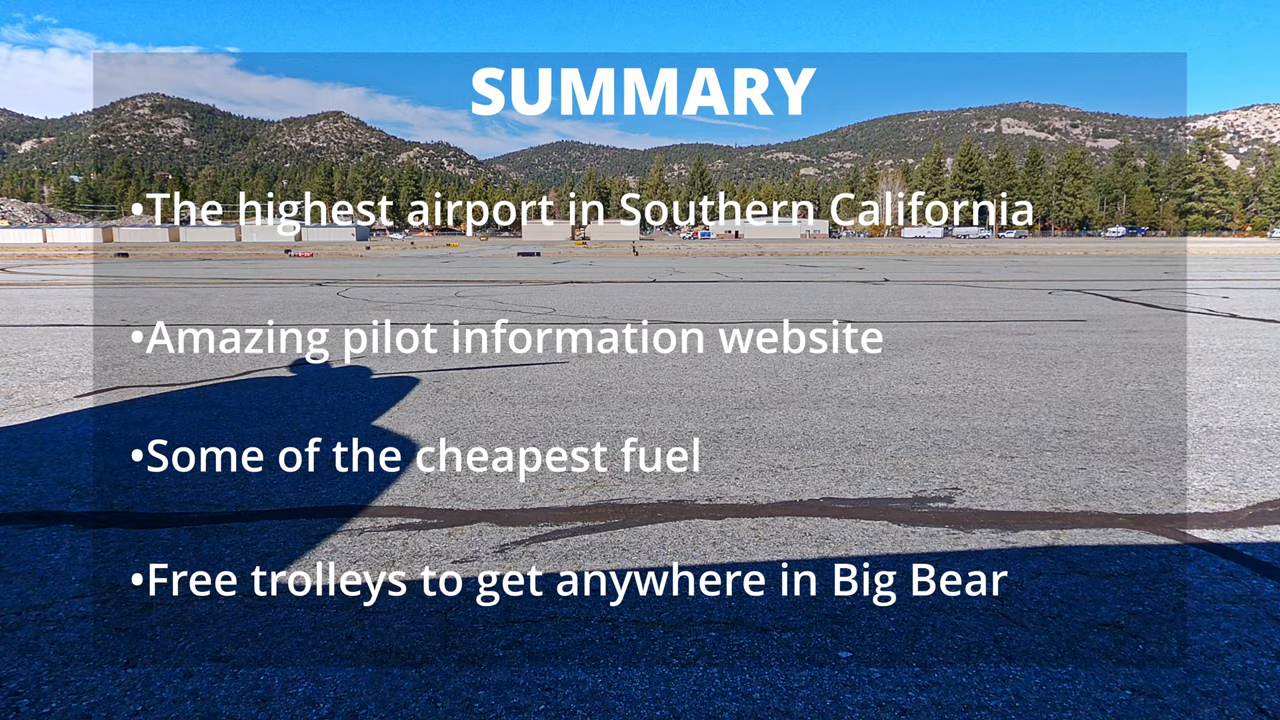 SUMMARY
•The highest airport in Southern California
•Amazing pilot information website
•Some of the cheapest fuel
•Free trolleys to get anywhere in Big Bear